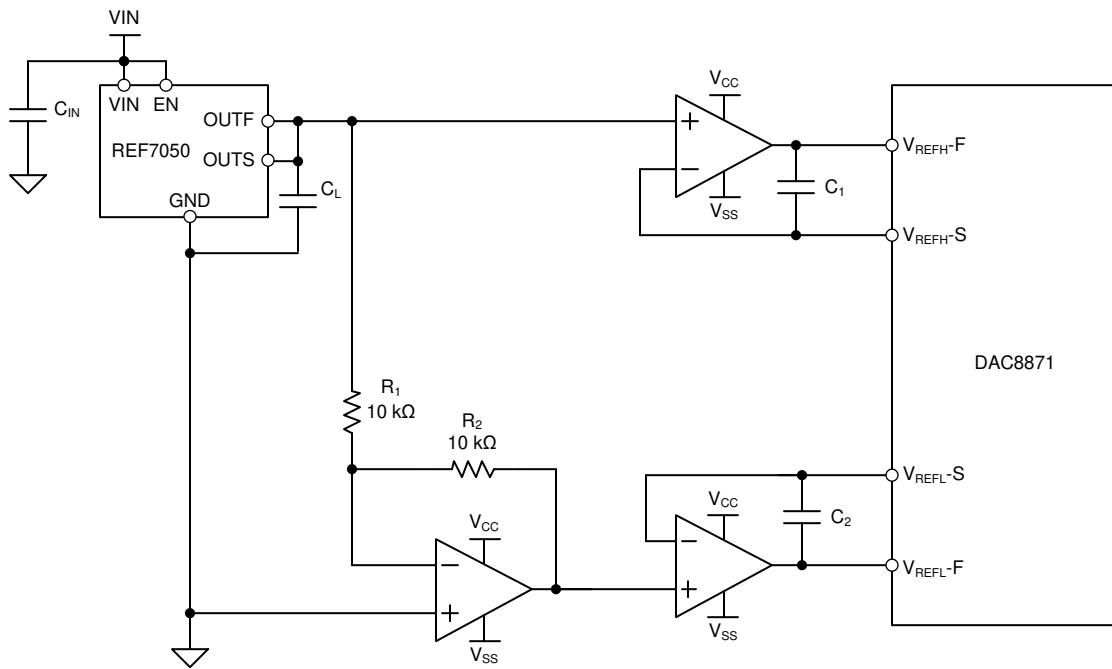 VIN
CIN
VIN
EN
OUTF
REF7050
OUTS
GND
CL
VCC
+
−
VSS
C1
VREFH-F
VREFH-S
DAC8871
R1
10 kΩ
R2
10 kΩ
VCC
−
+
VSS
VCC
−
+
VSS
C2
VREFL-S
VREFL-F